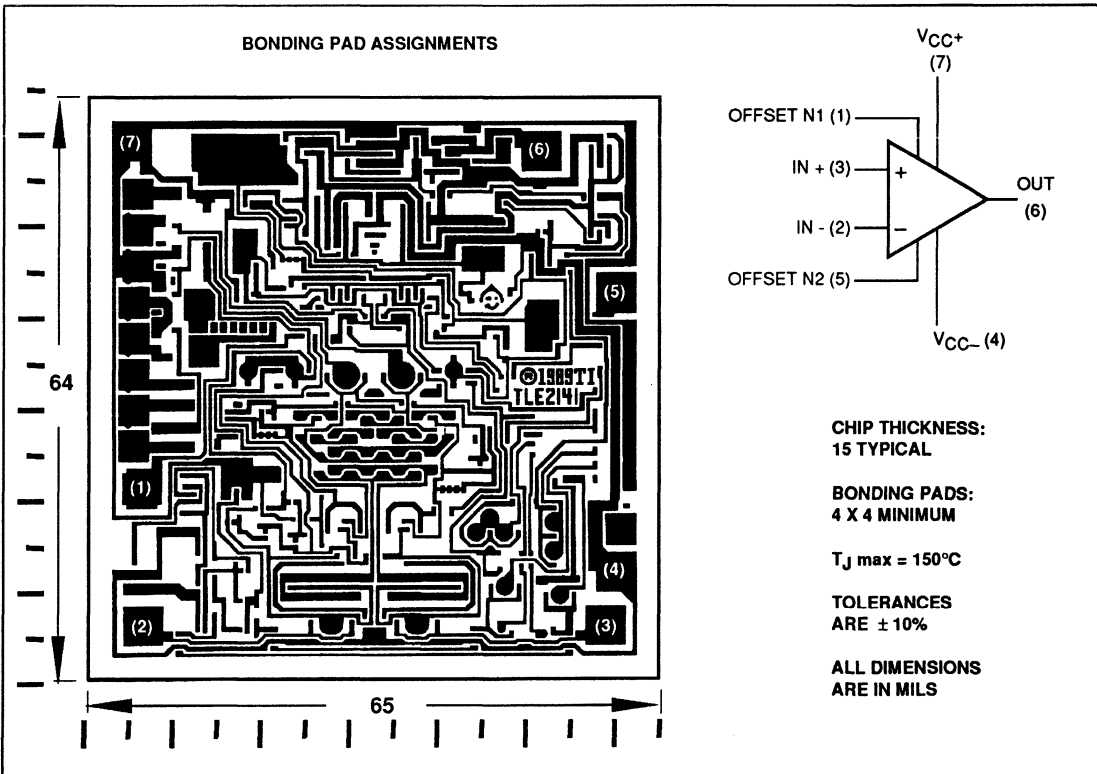 BONDING PAD ASSIGNMENTS
(7)
(6)
(5)
®1989TI
TLE2141
(1)
(4)
(2)
(3)
64
65
VCC+
(7)
OFFSET N1 (1)
IN + (3)
+
OUT
(6)
IN - (2)
−
OFFSET N2 (5)
VCC− (4)
CHIP THICKNESS:
15 TYPICAL
BONDING PADS:
4 X 4 MINIMUM
TJ max = 150°C
TOLERANCES
ARE ± 10%
ALL DIMENSIONS
ARE IN MILS